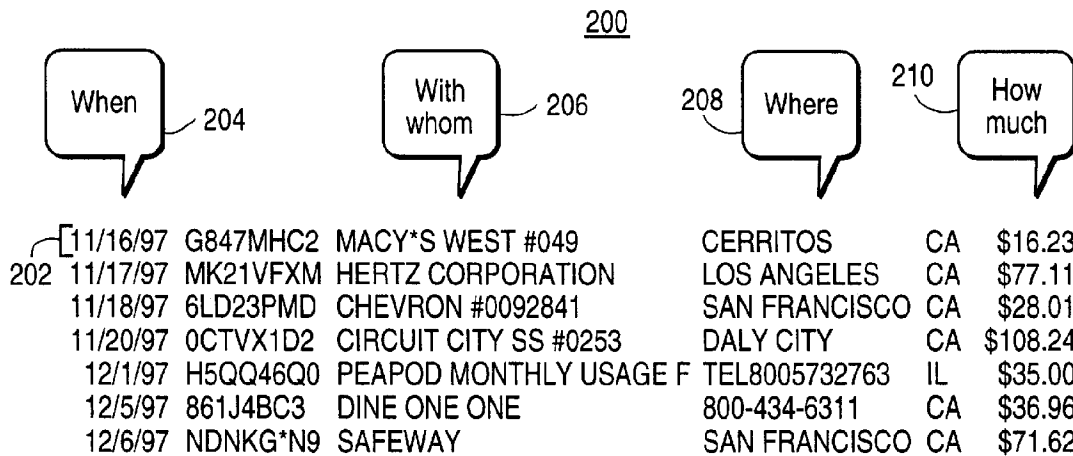 200
When
204
With
whom
206
208
Where
210
How
much
202
11/16/97 G847MHC2 MACY*S WEST #049 CERRITOS CA $16.23
11/17/97 MK21VFXM HERTZ CORPORATION LOS ANGELES CA $77.11
11/18/97 6LD23PMD CHEVRON #0092841 SAN FRANCISCO CA $28.01
11/20/97 0CTVX1D2 CIRCUIT CITY SS #0253 DALY CITY CA $108.24
12/1/97 H5QQ46Q0 PEAPOD MONTHLY USAGE F TEL8005732763 IL $35.00
12/5/97 861J4BC3 DINE ONE ONE 800-434-6311 CA $36.96
12/6/97 NDNKG*N9 SAFEWAY SAN FRANCISCO CA $71.62